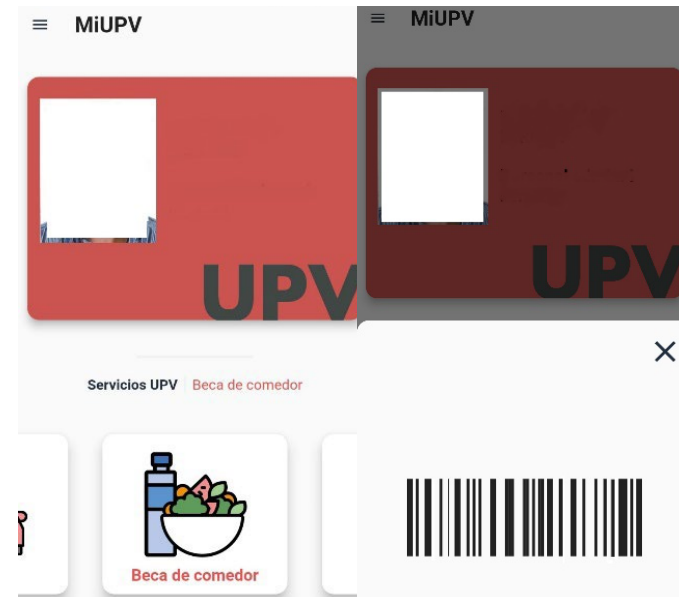 MiUPV
UPV
Servicios UPV Beca de comedor
Beca de comedor
MiUPV
UPV